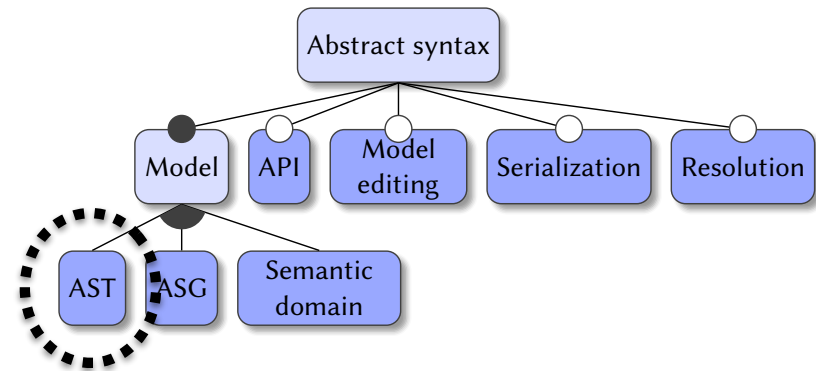 Abstract syntax
Model
API
Model
editing
Serialization
Resolution
AST
ASG
Semantic
domain